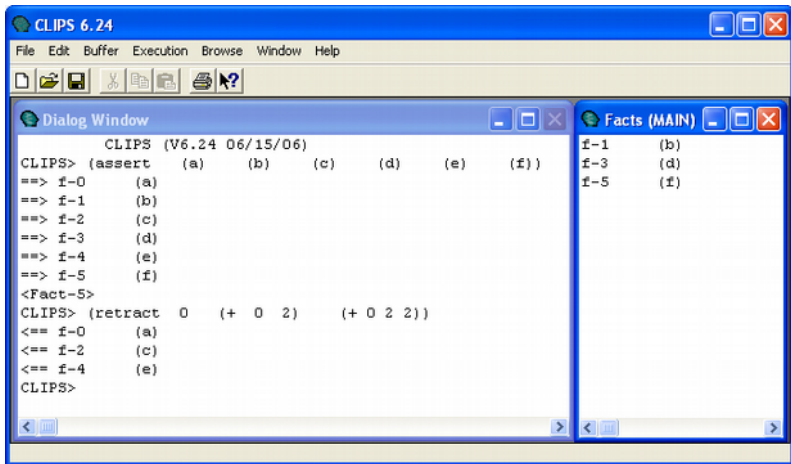 CLIPS 6.24
File Edit Buffer Execution Browse Window Help
Dialog Window
CLIPS (V6.24 06/15/06)
CLIPS> (assert (a) (b) (c) (d) (e) (f))
==> f-0 (a)
==> f-1 (b)
==> f-2 (c)
==> f-3 (d)
==> f-4 (e)
==> f-5 (f)
<Fact-5>
CLIPS> (retract 0 (+ 0 2) (+ 0 2 2))
<== f-0 (a)
<== f-2 (c)
<== f-4 (e)
CLIPS>
Facts (MAIN)
f-1 (b)
f-3 (d)
f-5 (f)